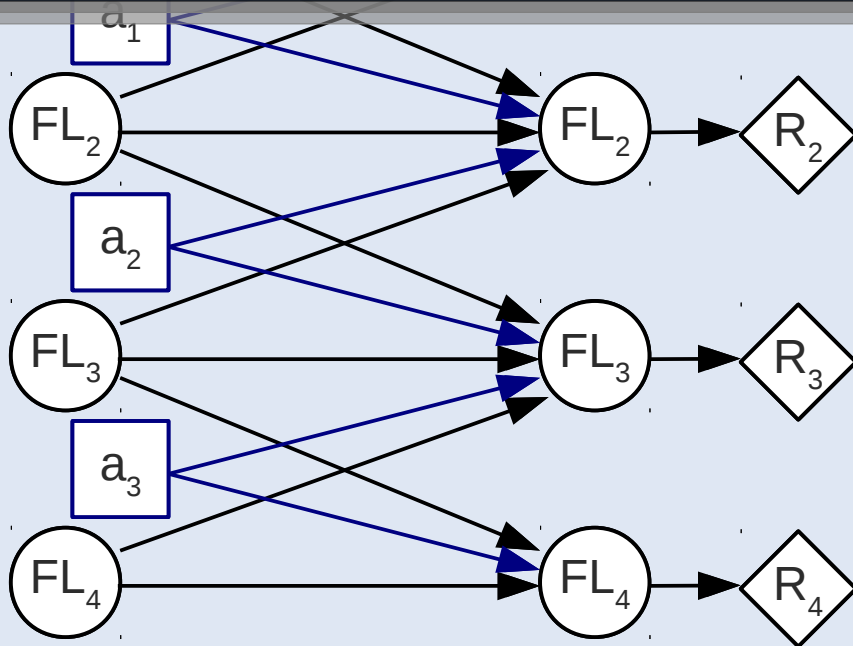 a₁
FL₂ FL₂ R₂
a₂
FL₃ FL₃ R₃
a₃
FL₄ FL₄ R₄